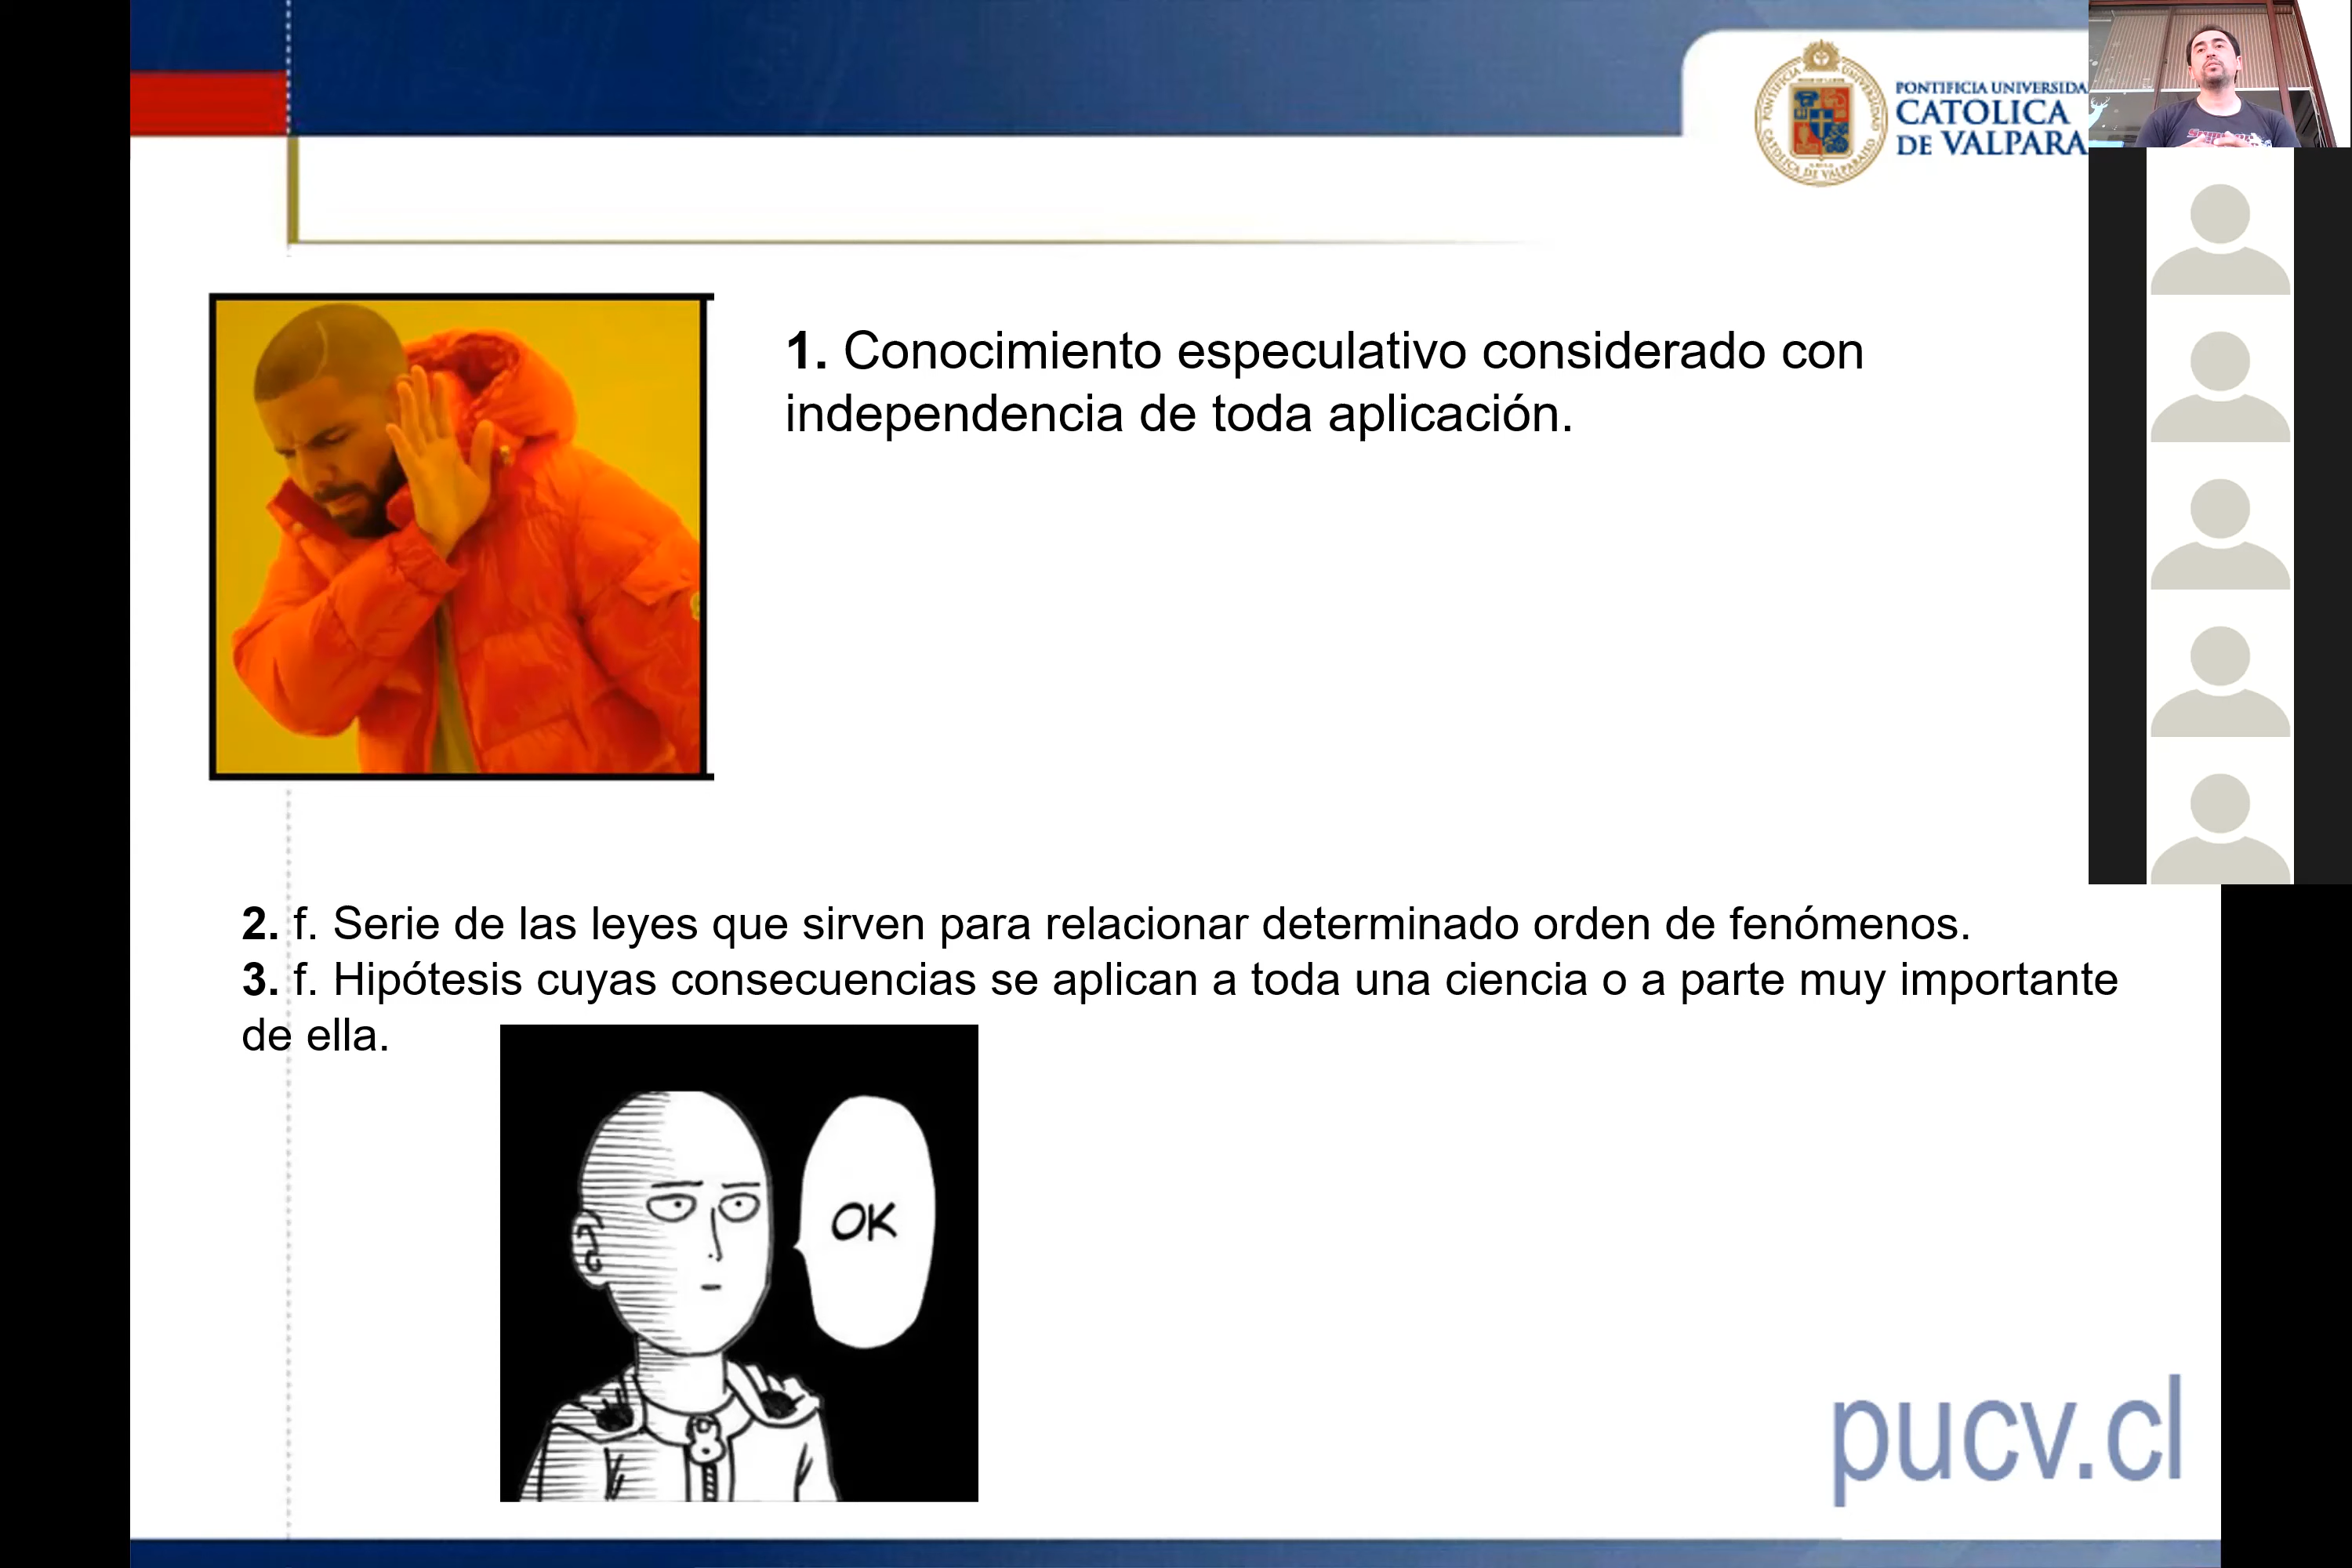 PONTIFICIA UNIVERSIDA
CATOLICA
DE VALPARA
1. Conocimiento especulativo considerado con
independencia de toda aplicación.
2. f. Serie de las leyes que sirven para relacionar determinado orden de fenómenos.
3. f. Hipótesis cuyas consecuencias se aplican a toda una ciencia o a parte muy importante
de ella.
OK
pucv.cl